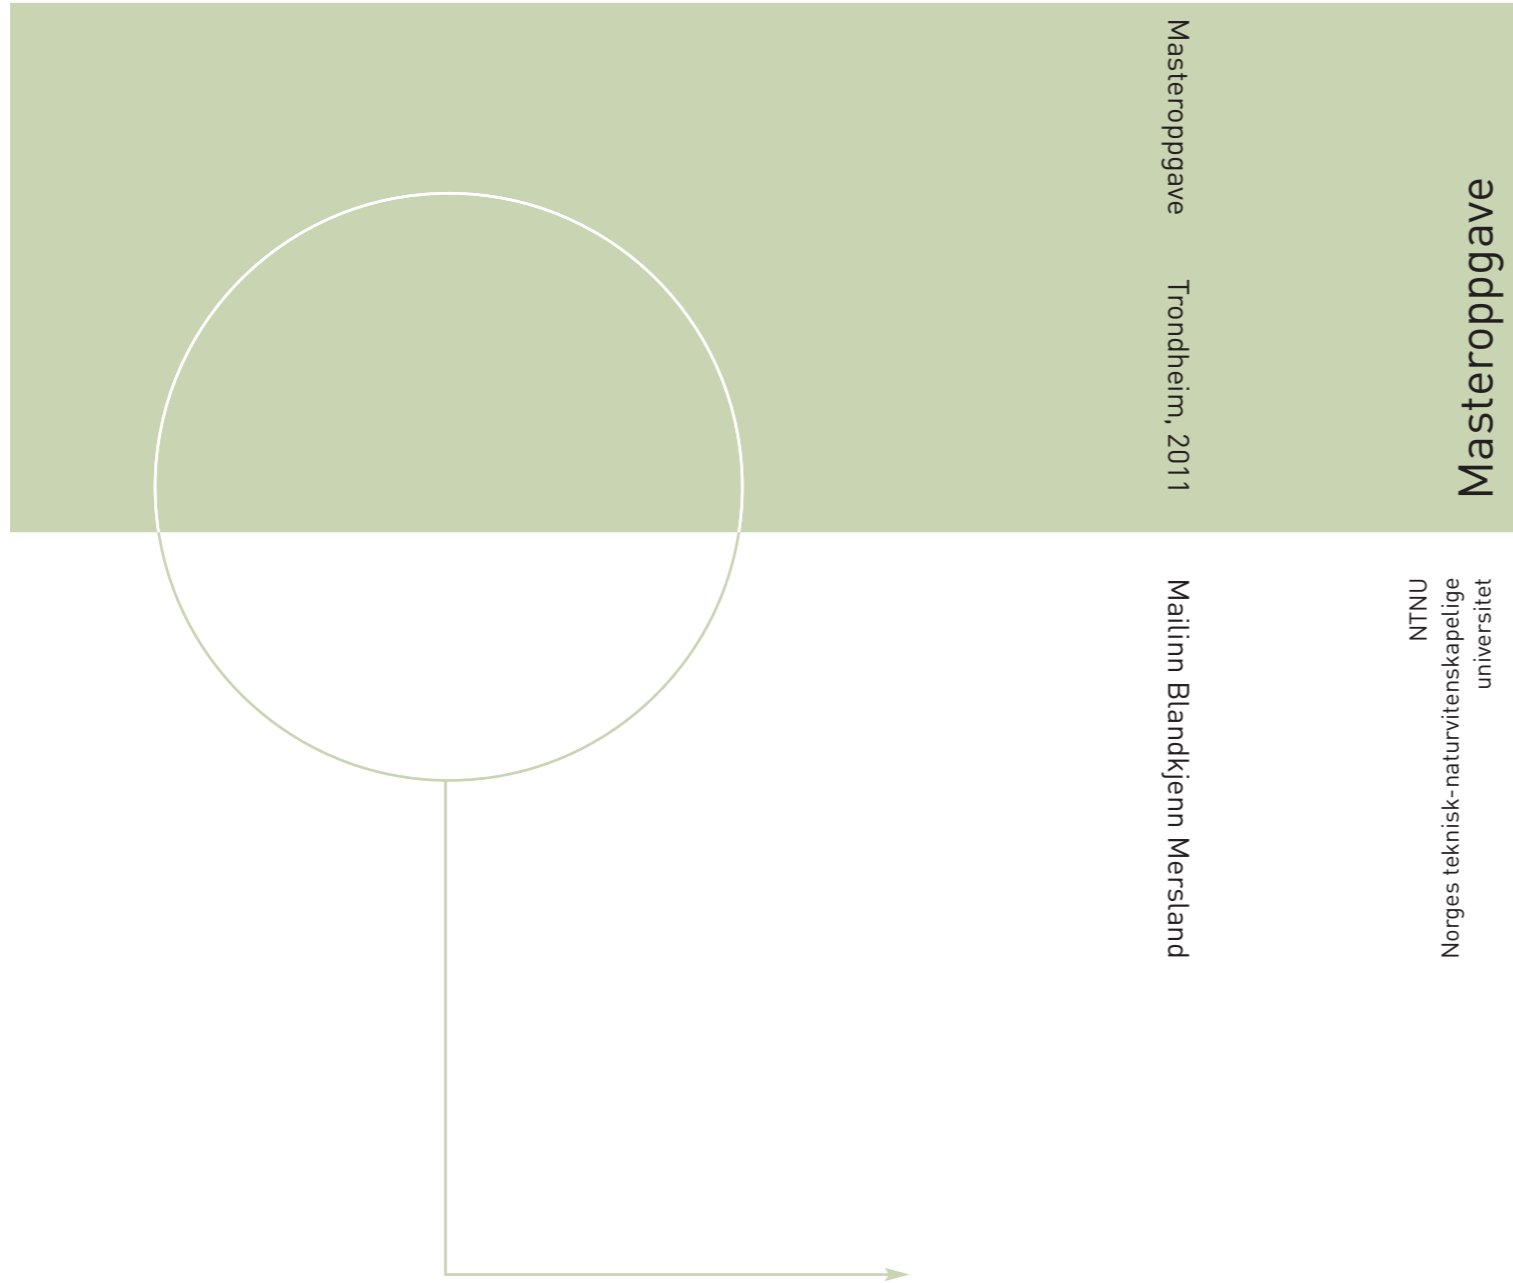 Masteroppgave
Trondheim, 2011
Mailinn Blandkjenn Mersland
Masteroppgave
NTNU
Norges teknisk-naturvitenskapelige
universitet